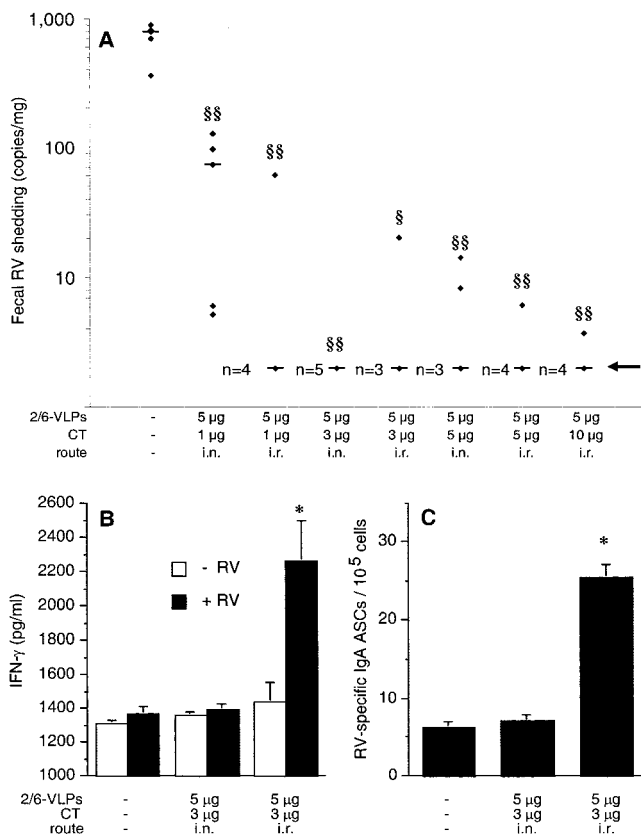 1,000
A
§§
100
§§
§
§§
10
§§
§§
§§
n=4 n=5 n=3 n=3 n=4 n=4
Fecal RV shedding (copies/mg)
2/6-VLPs - 5 µg 5 µg 5 µg 5 µg 5 µg 5 µg 5 µg
CT - 1 µg 1 µg 3 µg 3 µg 5 µg 5 µg 10 µg
route - i.n. i.r. i.n. i.r. i.n. i.r. i.r.
B
2600
2400
2200
2000
1800
1600
1400
1200
1000
IFN-γ (pg/ml)
*
- RV
+ RV
2/6-VLPs - 5 µg 5 µg
CT - 3 µg 3 µg
route - i.n. i.r.
C
30
20
10
0
RV-specific IgA ASCs / 10⁵ cells
*
- 5 µg 5 µg
- 3 µg 3 µg
- i.n. i.r.